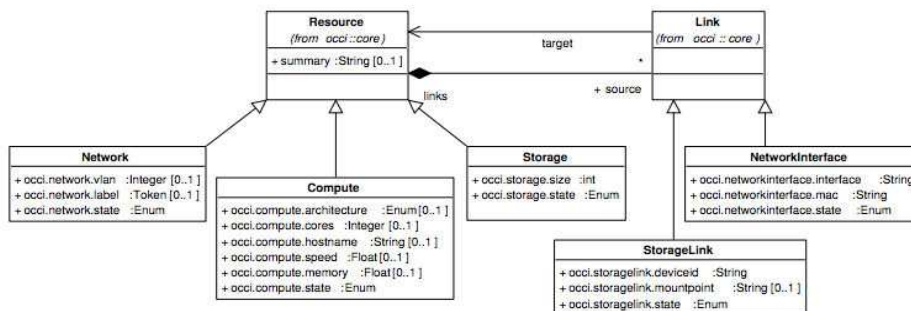 Resource
(from occi ::core)
+ summary :String [0..1 ]
Link
(from occi :: core)
target
*
+ source
links
Network
+ occi.network.vlan :Integer [0..1 ]
+ occi.network.label :Token [0..1 ]
+ occi.network.state :Enum
Compute
+ occi.compute.architecture :Enum[0..1 ]
+ occi.compute.cores :Integer [0..1 ]
+ occi.compute.hostname :String [0..1 ]
+ occi.compute.speed :Float[0..1 ]
+ occi.compute.memory :Float[0..1 ]
+ occi.compute.state :Enum
Storage
+ occi.storage.size :int
+ occi.storage.state :Enum
NetworkInterface
+ occi.networkinterface.interface :String
+ occi.networkinterface.mac :String
+ occi.networkinterface.state :Enum
StorageLink
+ occi.storagelink.deviceid :String
+ occi.storagelink.mountpoint :String [0..1 ]
+ occi.storagelink.state :Enum